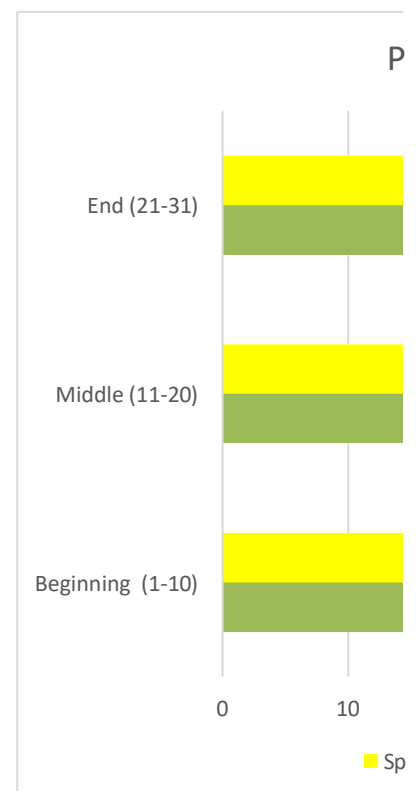 P
End (21-31)
Middle (11-20)
Beginning  (1-10)
0 10
Sp